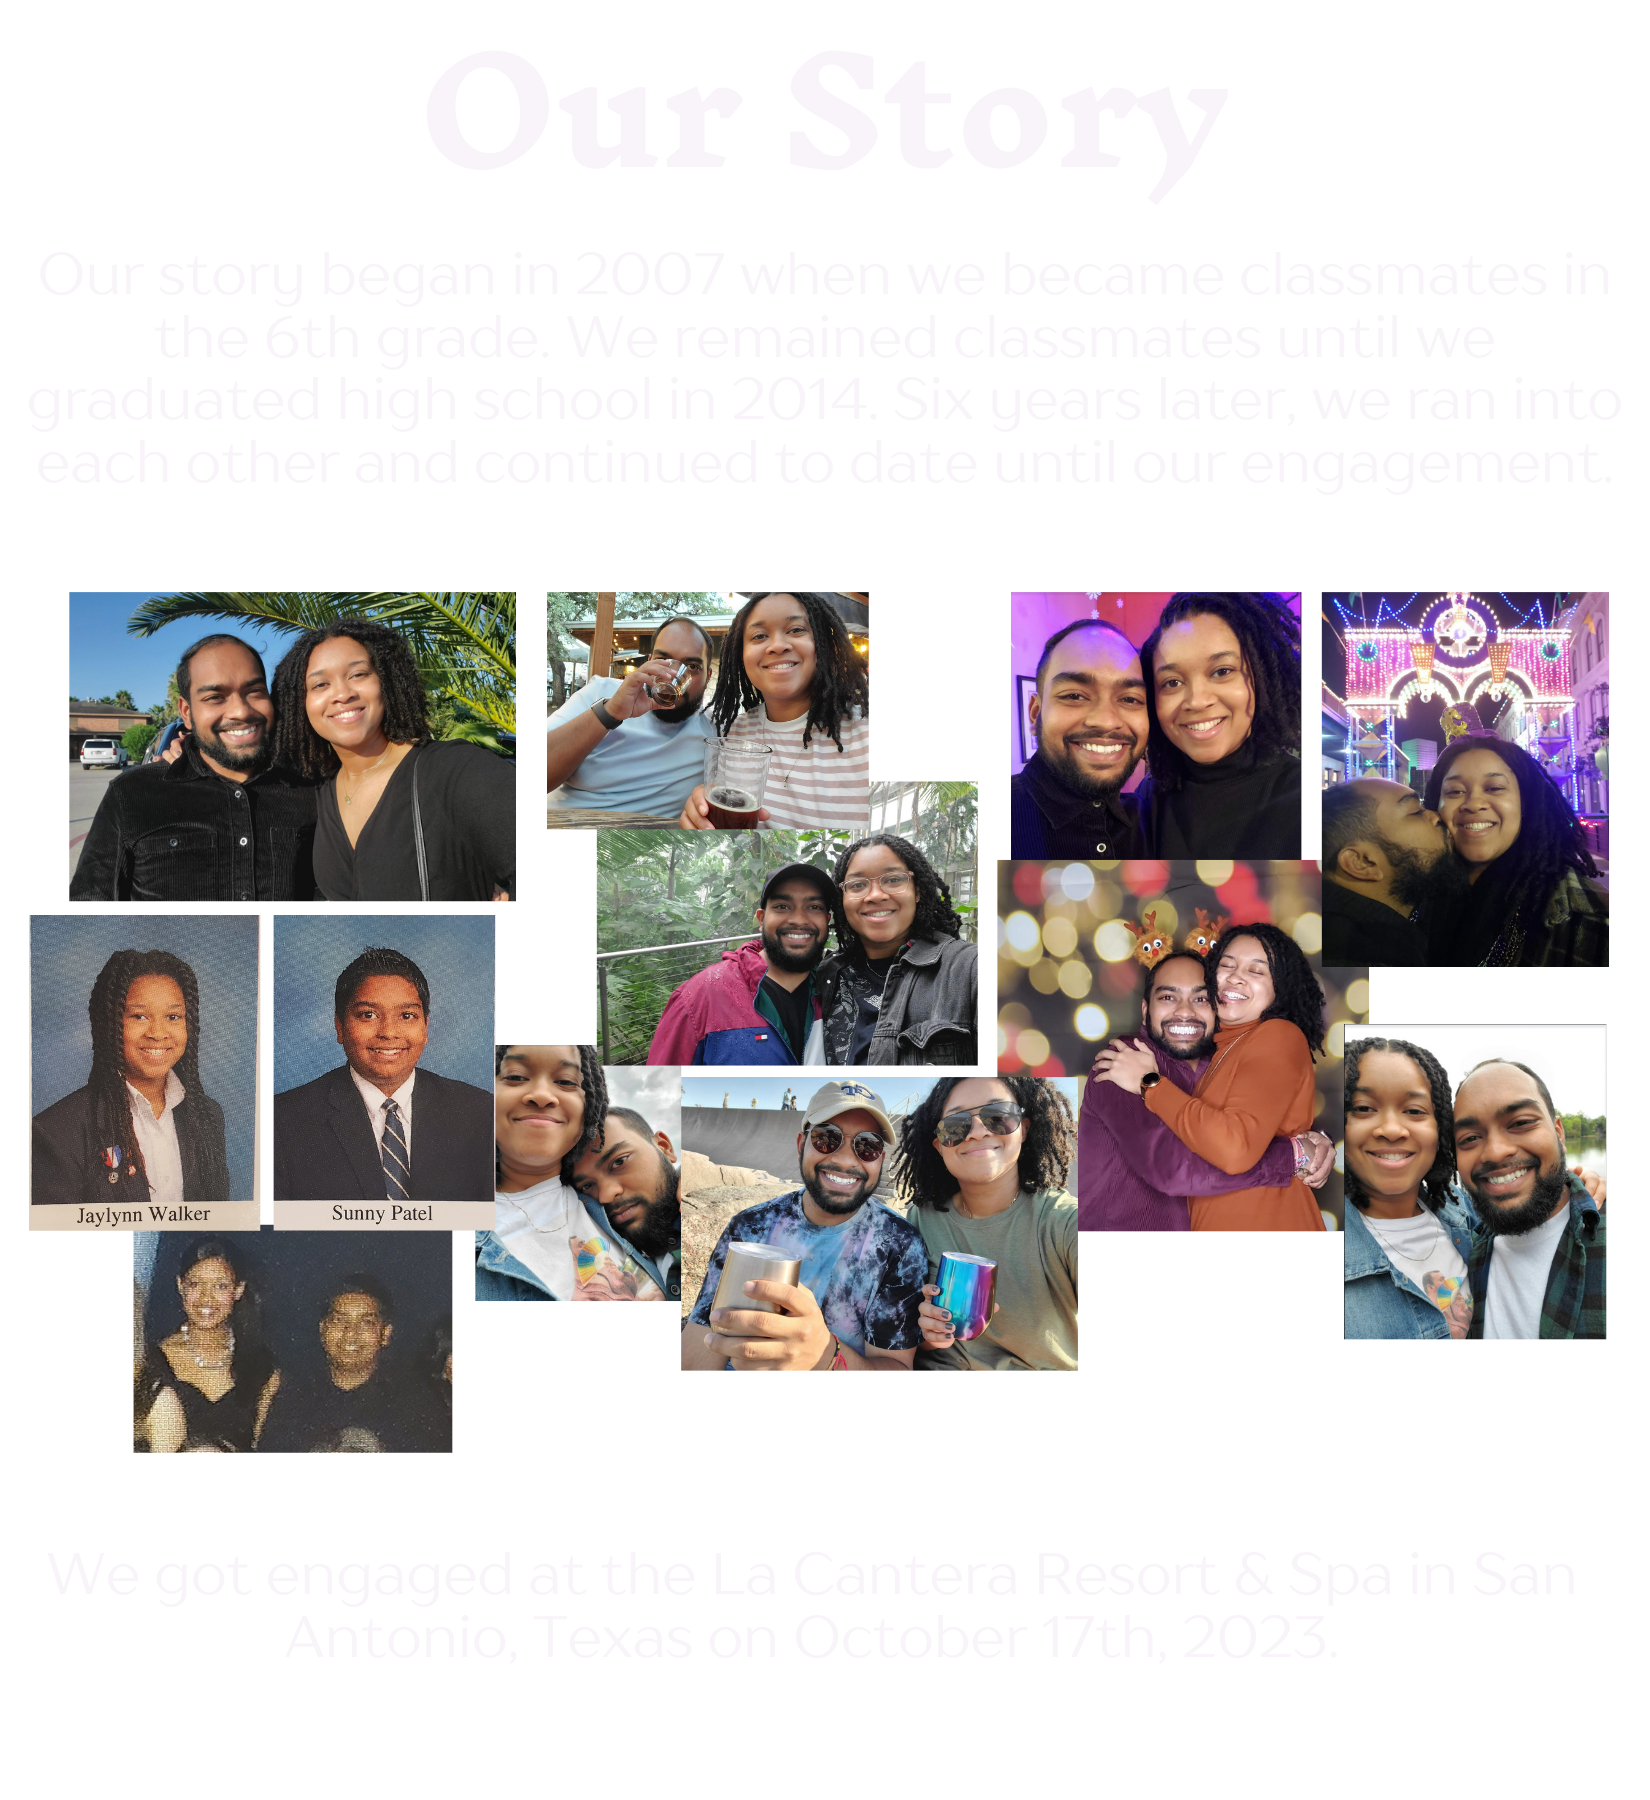 Our Story
Our story began in 2007 when we became classmates in
the 6th grade. We remained classmates until we
graduated high school in 2014. Six years later, we ran into
each other and continued to date until our engagement.
Jaylynn Walker
Sunny Patel
We got engaged at the La Cantera Resort & Spa in San
Antonio, Texas on October 17th, 2023.